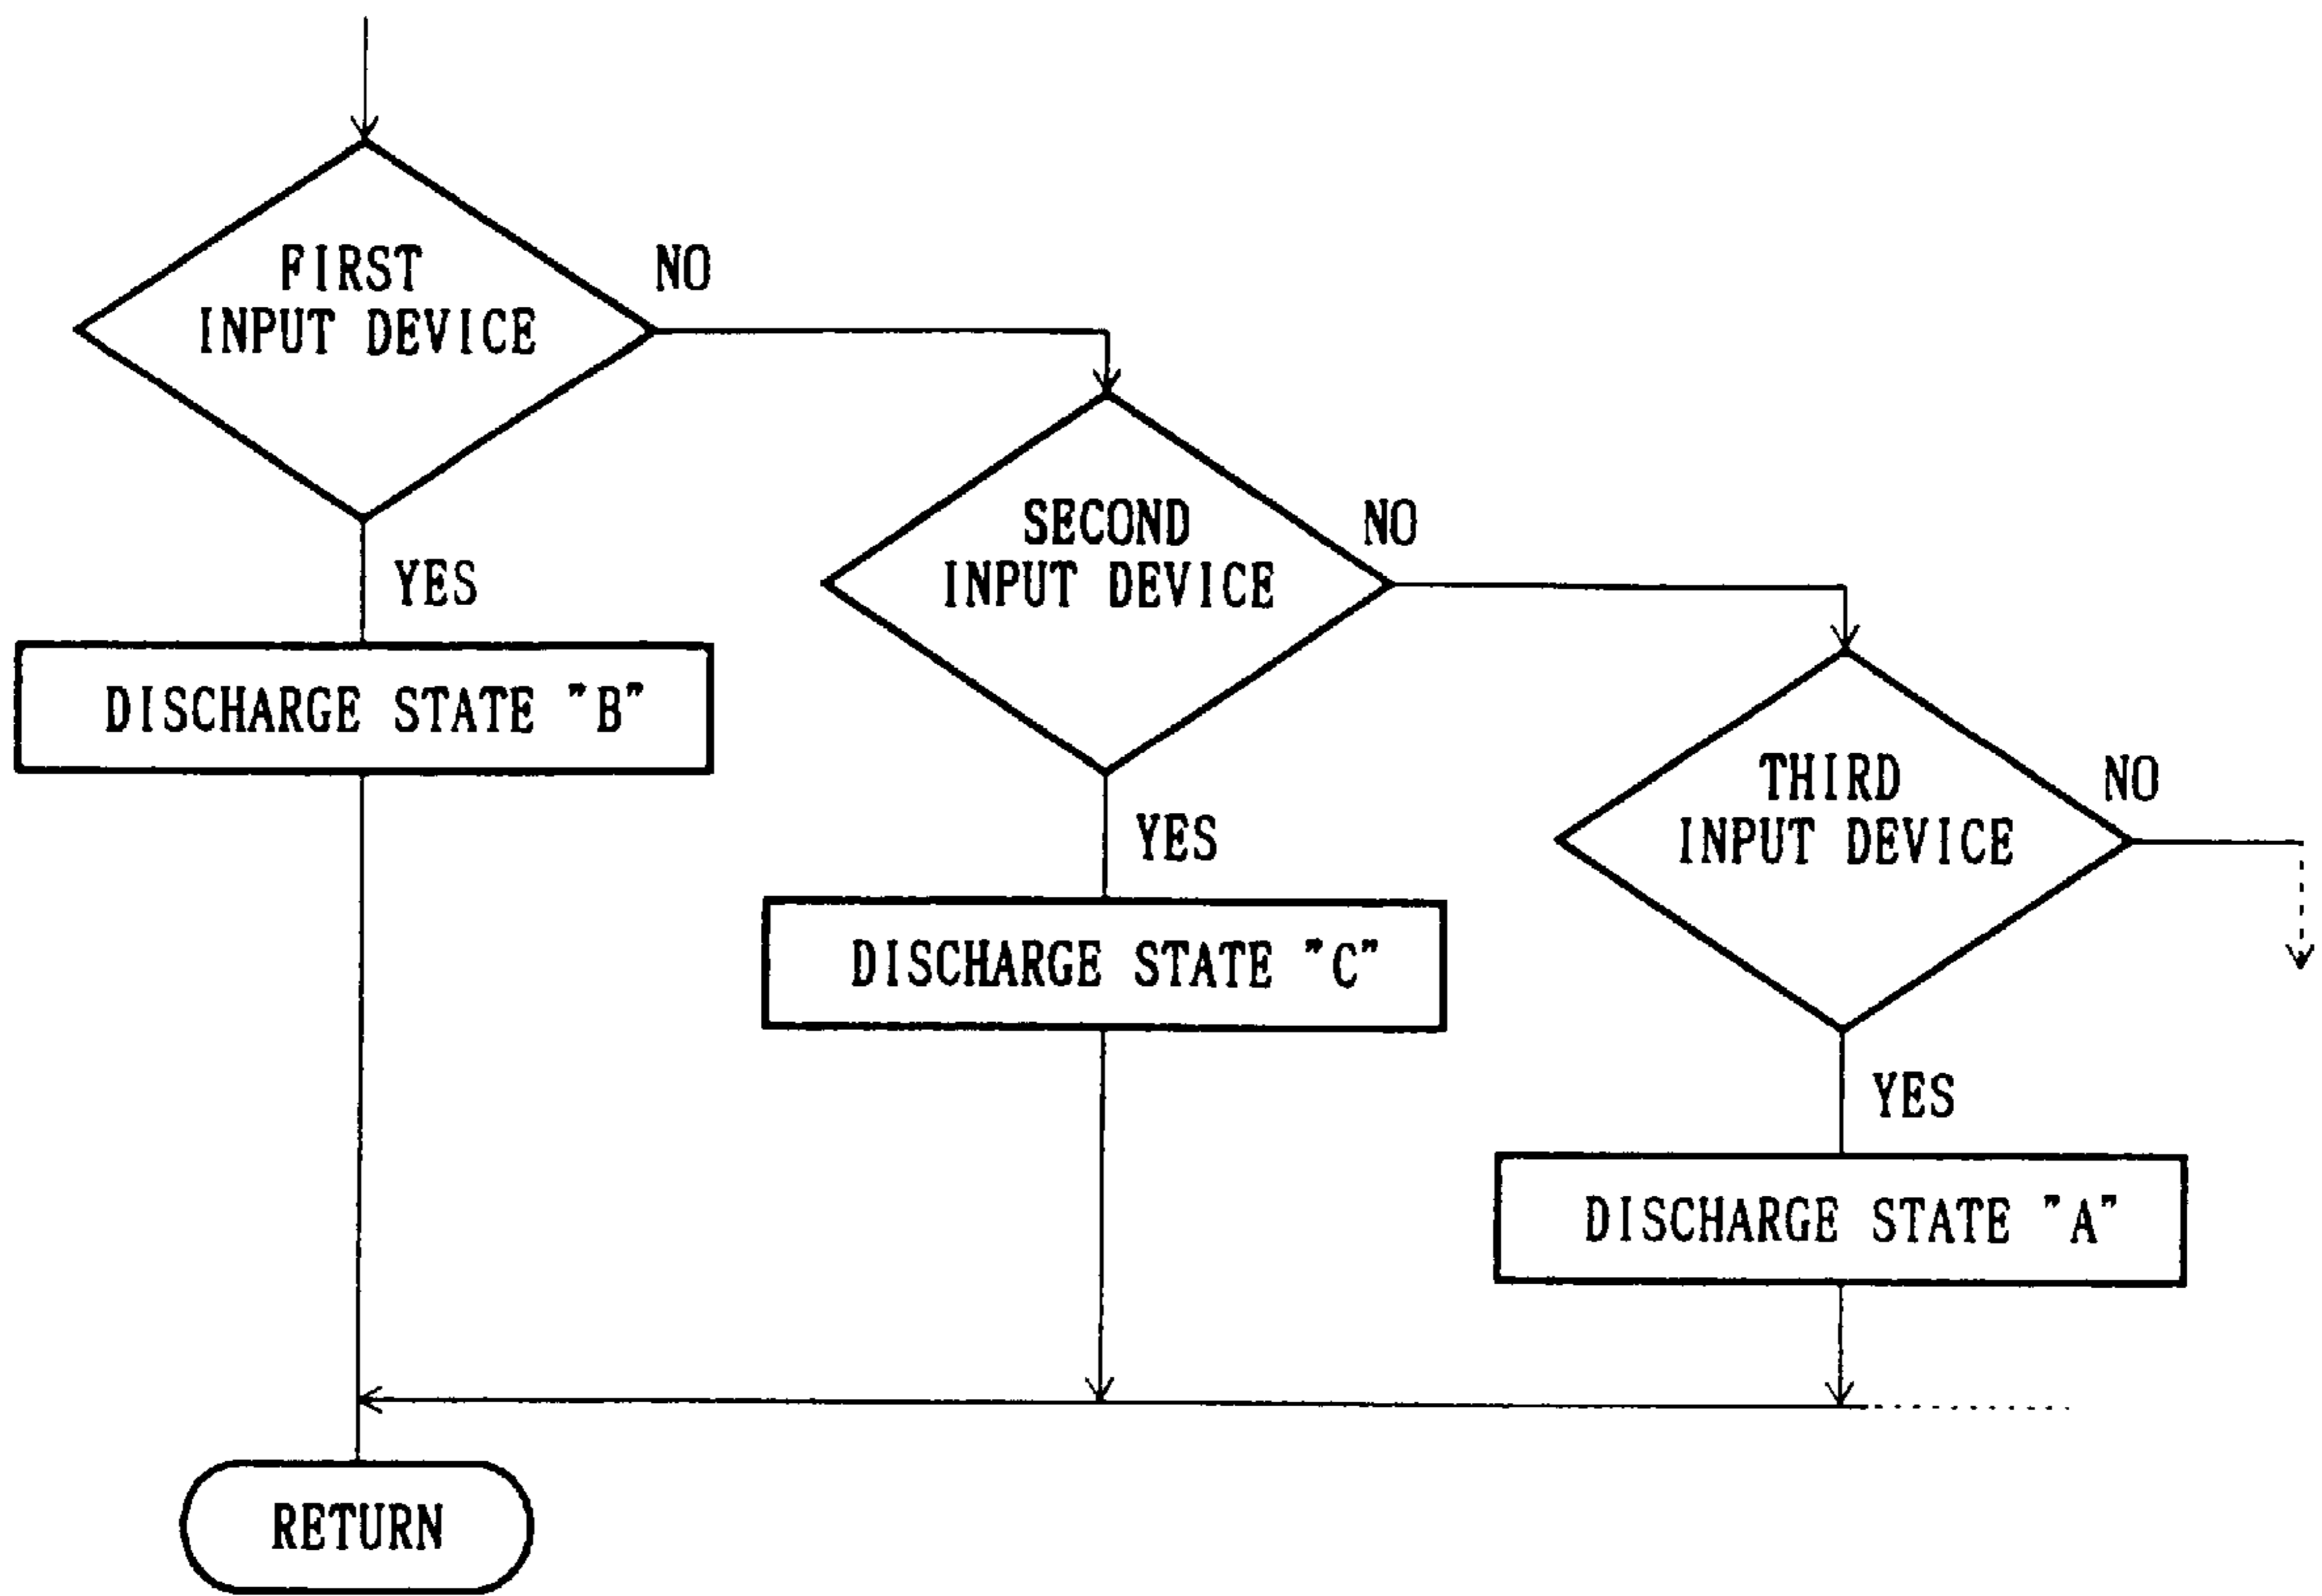 FIRST
INPUT DEVICE
NO
YES
DISCHARGE STATE "B"
SECOND
INPUT DEVICE
NO
YES
DISCHARGE STATE "C"
THIRD
INPUT DEVICE
NO
YES
DISCHARGE STATE "A"
RETURN